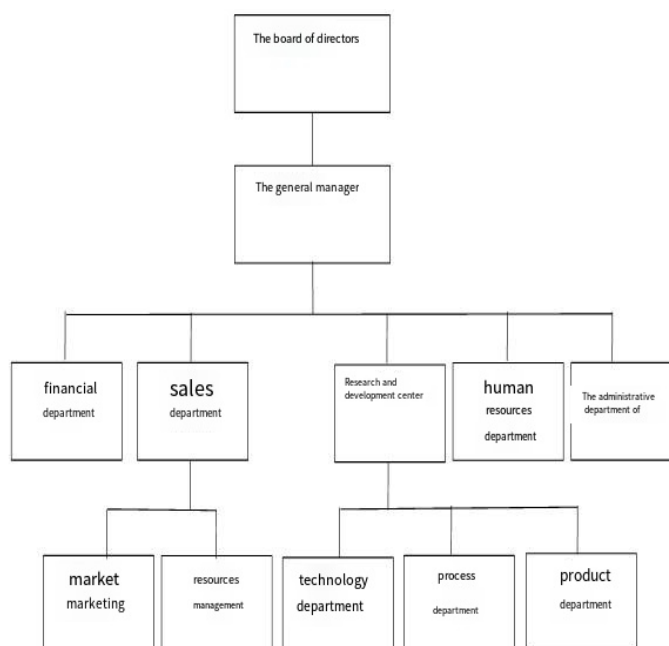 The board of directors
The general manager
financial
department
sales
department
Research and
development center
human
resources
department
The administrative
department of
market
marketing
resources
management
technology
department
process
department
product
department